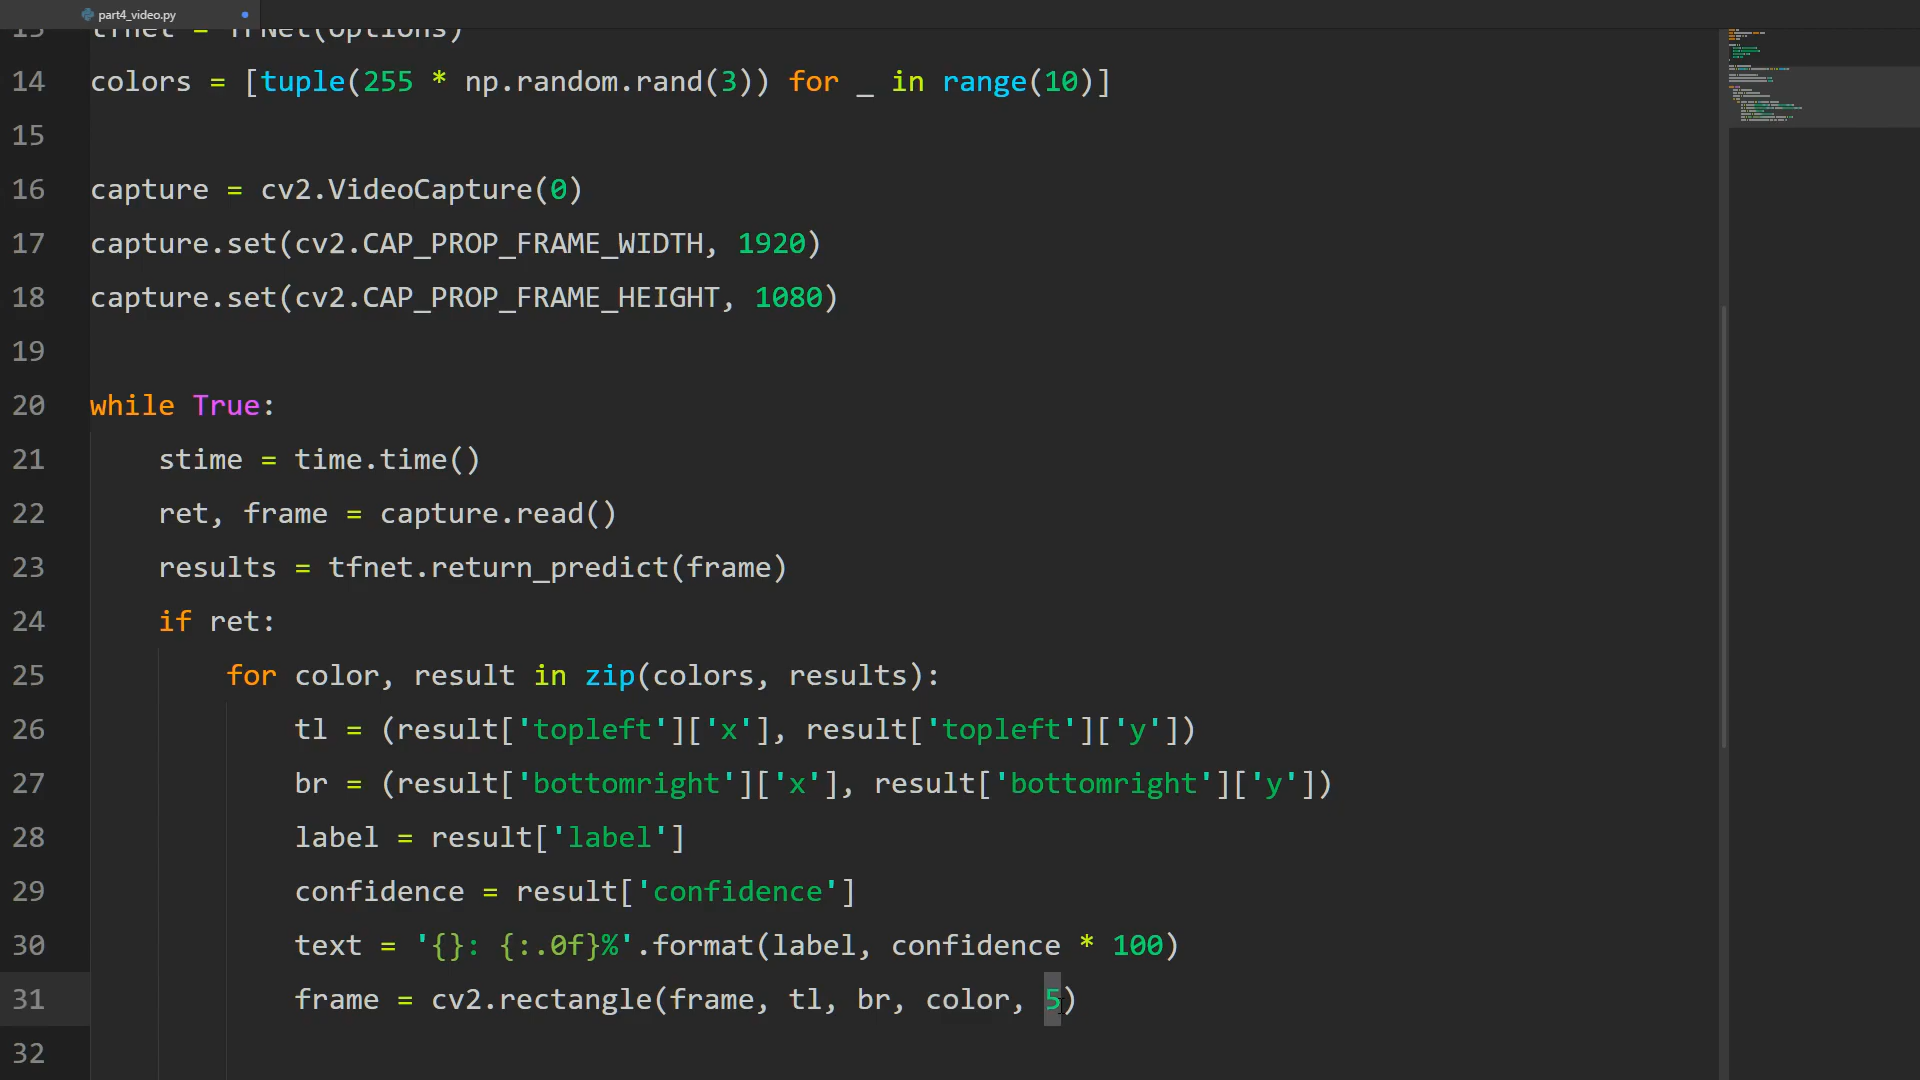 part4_video.py
13 tfnet = TFNet(options)
14 colors = [tuple(255 * np.random.rand(3)) for _ in range(10)]
15
16 capture = cv2.VideoCapture(0)
17 capture.set(cv2.CAP_PROP_FRAME_WIDTH, 1920)
18 capture.set(cv2.CAP_PROP_FRAME_HEIGHT, 1080)
19
20 while True:
21     stime = time.time()
22     ret, frame = capture.read()
23     results = tfnet.return_predict(frame)
24     if ret:
25         for color, result in zip(colors, results):
26             tl = (result['topleft']['x'], result['topleft']['y'])
27             br = (result['bottomright']['x'], result['bottomright']['y'])
28             label = result['label']
29             confidence = result['confidence']
30             text = '{}: {:.0f}%'.format(label, confidence * 100)
31             frame = cv2.rectangle(frame, tl, br, color, 5)
32